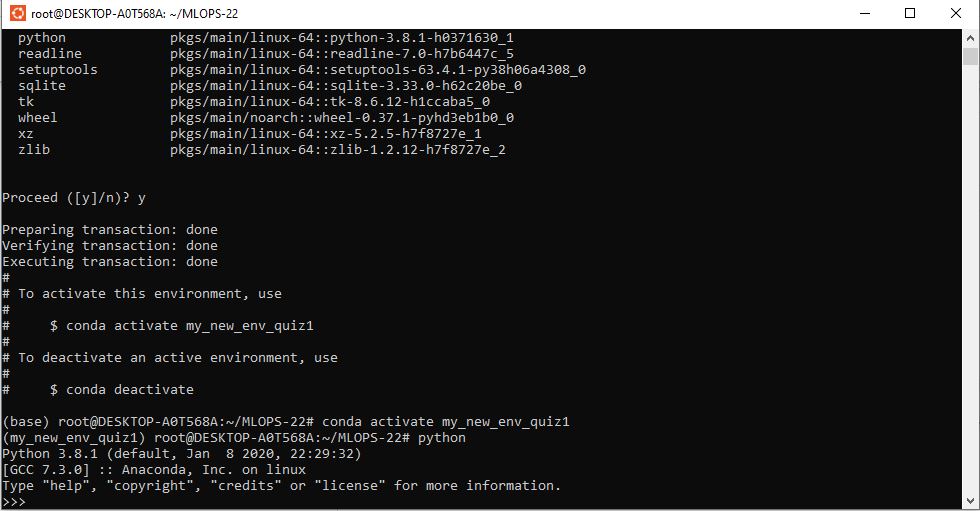 root@DESKTOP-A0T568A: ~/MLOPS-22
python pkgs/main/linux-64::python-3.8.1-h0371630_1
readline pkgs/main/linux-64::readline-7.0-h7b6447c_5
setuptools pkgs/main/linux-64::setuptools-63.4.1-py38h06a4308_0
sqlite pkgs/main/linux-64::sqlite-3.33.0-h62c20be_0
tk pkgs/main/linux-64::tk-8.6.12-h1ccaba5_0
wheel pkgs/main/noarch::wheel-0.37.1-pyhd3eb1b0_0
xz pkgs/main/linux-64::xz-5.2.5-h7f8727e_1
zlib pkgs/main/linux-64::zlib-1.2.12-h7f8727e_2
Proceed ([y]/n)? y
Preparing transaction: done
Verifying transaction: done
Executing transaction: done
#
# To activate this environment, use
#
#     $ conda activate my_new_env_quiz1
#
# To deactivate an active environment, use
#
#     $ conda deactivate
(base) root@DESKTOP-A0T568A:~/MLOPS-22# conda activate my_new_env_quiz1
(my_new_env_quiz1) root@DESKTOP-A0T568A:~/MLOPS-22# python
Python 3.8.1 (default, Jan  8 2020, 22:29:32)
[GCC 7.3.0] :: Anaconda, Inc. on linux
Type "help", "copyright", "credits" or "license" for more information.
>>>